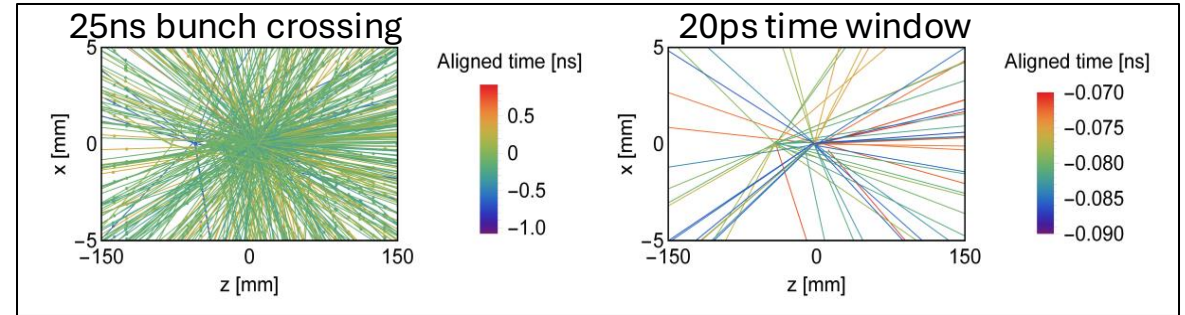 25ns bunch crossing
5
0
−5
x [mm]
−150
0
150
z [mm]
Aligned time [ns]
0.5
0
−0.5
−1.0
20ps time window
5
0
−5
x [mm]
−150
0
150
z [mm]
Aligned time [ns]
−0.070
−0.075
−0.080
−0.085
−0.090